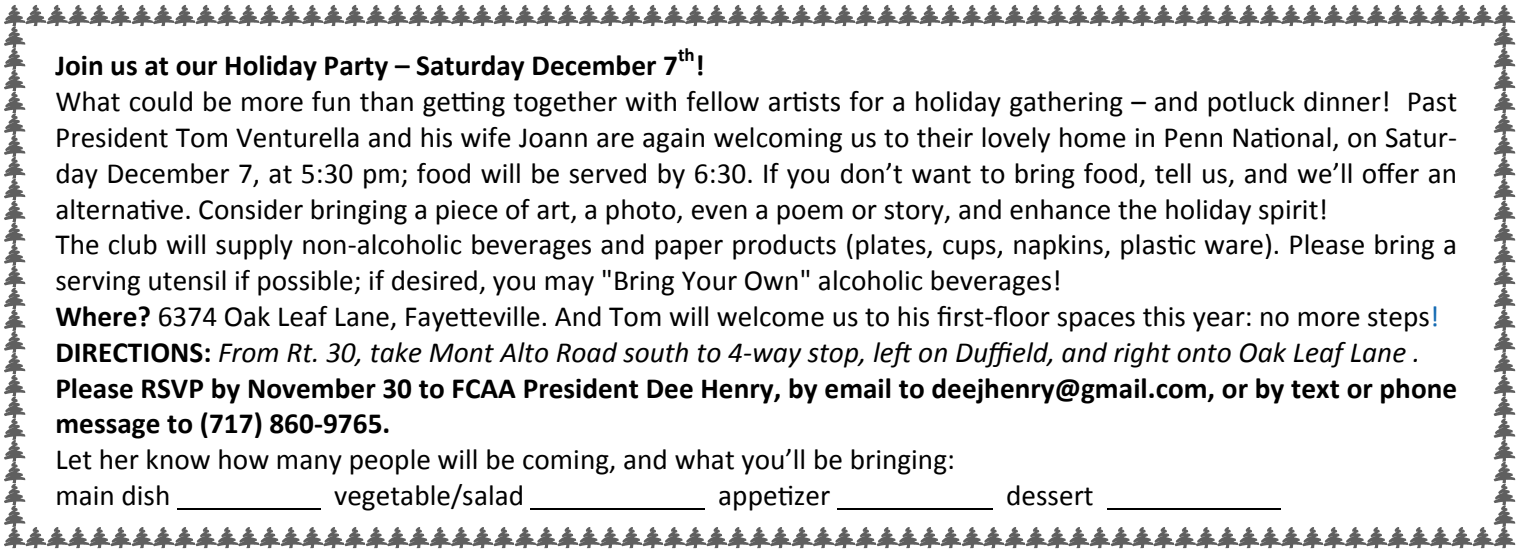 Join us at our Holiday Party – Saturday December 7th!
What could be more fun than getting together with fellow artists for a holiday gathering – and potluck dinner!  Past
President Tom Venturella and his wife Joann are again welcoming us to their lovely home in Penn National, on Satur-
day December 7, at 5:30 pm; food will be served by 6:30. If you don’t want to bring food, tell us, and we’ll offer an
alternative. Consider bringing a piece of art, a photo, even a poem or story, and enhance the holiday spirit!
The club will supply non-alcoholic beverages and paper products (plates, cups, napkins, plastic ware). Please bring a
serving utensil if possible; if desired, you may "Bring Your Own" alcoholic beverages!
Where? 6374 Oak Leaf Lane, Fayetteville. And Tom will welcome us to his first-floor spaces this year: no more steps!
DIRECTIONS: From Rt. 30, take Mont Alto Road south to 4-way stop, left on Duffield, and right onto Oak Leaf Lane .
Please RSVP by November 30 to FCAA President Dee Henry, by email to deejhenry@gmail.com, or by text or phone
message to (717) 860-9765.
Let her know how many people will be coming, and what you’ll be bringing:
main dish __________ vegetable/salad ____________ appetizer ___________ dessert ____________